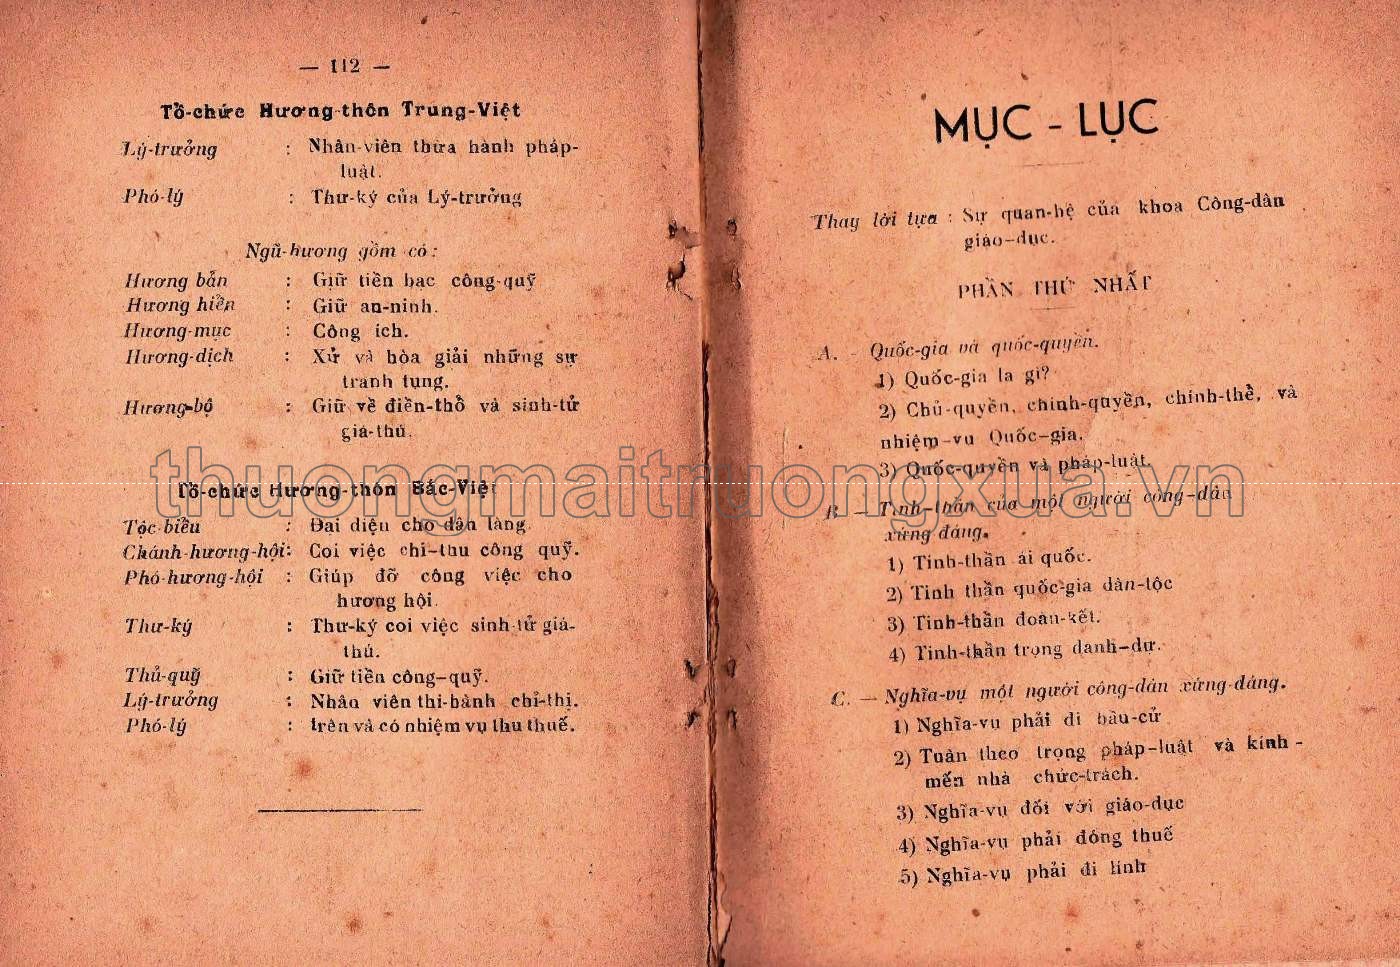 — 112 —
Tổ-chức Hương-thôn Trung-Việt
Lý-trưởng : Nhân-viên thừa hành pháp-
luật.
Phó-lý : Thư-ký của Lý-trưởng
Ngũ-hương gồm có :
Hương bản : Giữ tiền bạc công-quỹ
Hương hiền : Giữ an-ninh.
Hương-mục : Công ích.
Hương-dịch : Xử và hòa giải những sự
tranh tụng.
Hương-bộ : Giữ về điền-thổ và sinh-tử
giá-thú.
Tổ-chức Hương-thôn Bắc-Việt
Tộc-biểu : Đại diệu cho dân làng.
Chánh-hương-hội : Coi việc chi-thu công quỹ.
Phó-hương-hội : Giúp đỡ công việc cho
hương hội.
Thư-ký : Thư-ký coi việc sinh-tử giá-
thú.
Thủ-quỹ : Giữ tiền công-quỹ.
Lý-trưởng : Nhân viên thi-hành chỉ-thị.
Phó-lý : trên và có nhiệm vụ thu thuế.
MỤC - LỤC
Thay lời tựa : Sự quan-hệ của khoa Công-dân
giáo-dục.
PHẦN THỨ NHẤT
A. - Quốc-gia và quốc-quyền.
1) Quốc-gia la gì?
2) Chủ-quyền, chính-quyền, chính-thể, và
nhiệm-vu Quốc-gia.
3) Quốc-quyền và pháp-luật.
B. — Tinh-thần của một người công-dân
xứng đáng.
1) Tinh-thần ái quốc.
2) Tinh thần quốc-gia dân-tộc
3) Tinh-thần đoàn-kết.
4) Tinh-thần trọng danh-dự.
C. — Nghĩa-vụ một người công-dân xứng-đáng.
1) Nghĩa-vụ phải đi bầu-cử
2) Tuân theo trọng pháp-luật và kính-
mến nhà chức-trách.
3) Nghĩa-vụ đối với giáo-dục
4) Nghĩa-vụ phải đóng thuế
5) Nghĩa-vụ phải đi lính
thuongmaitruongxua.vn